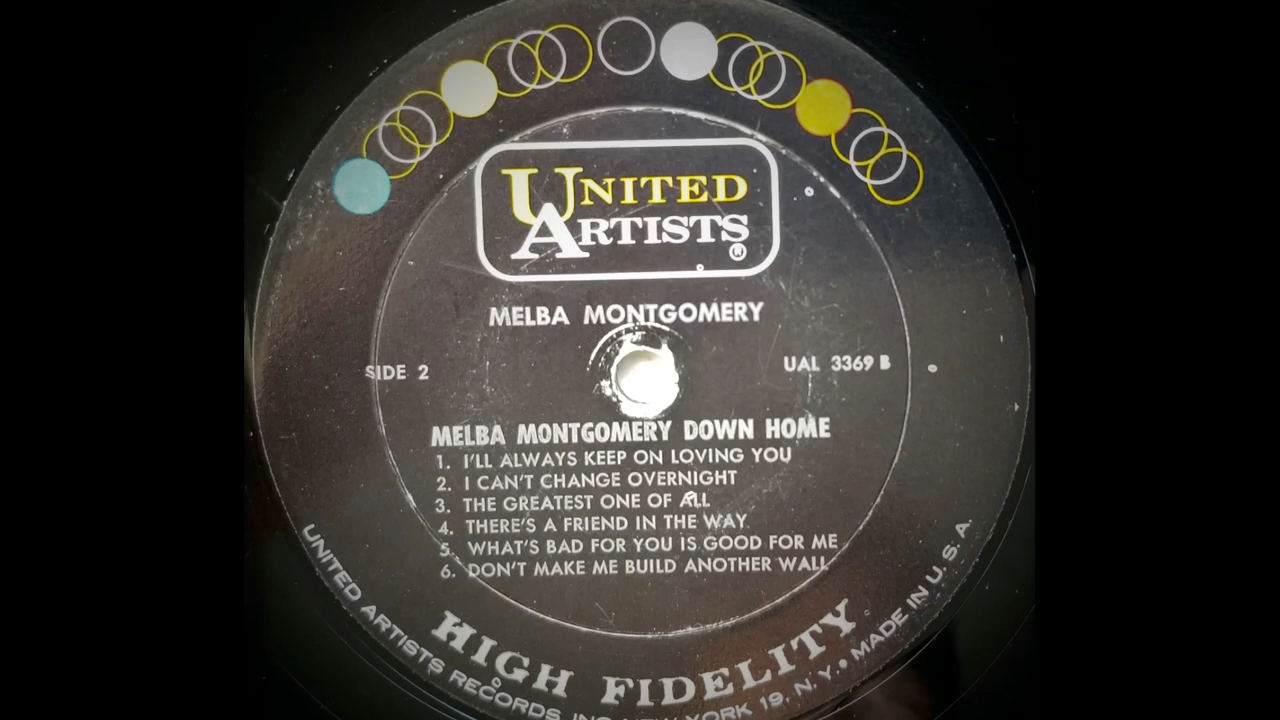 UNITED
ARTISTS
MELBA MONTGOMERY
SIDE 2
UAL 3369 B
MELBA MONTGOMERY DOWN HOME
1. I'LL ALWAYS KEEP ON LOVING YOU
2. I CAN'T CHANGE OVERNIGHT
3. THE GREATEST ONE OF ALL
4. THERE'S A FRIEND IN THE WAY
5. WHAT'S BAD FOR YOU IS GOOD FOR ME
6. DON'T MAKE ME BUILD ANOTHER WALL
HIGH FIDELITY
UNITED ARTISTS RECORDS INC NEW YORK 19, N.Y. • MADE IN U. S. A.